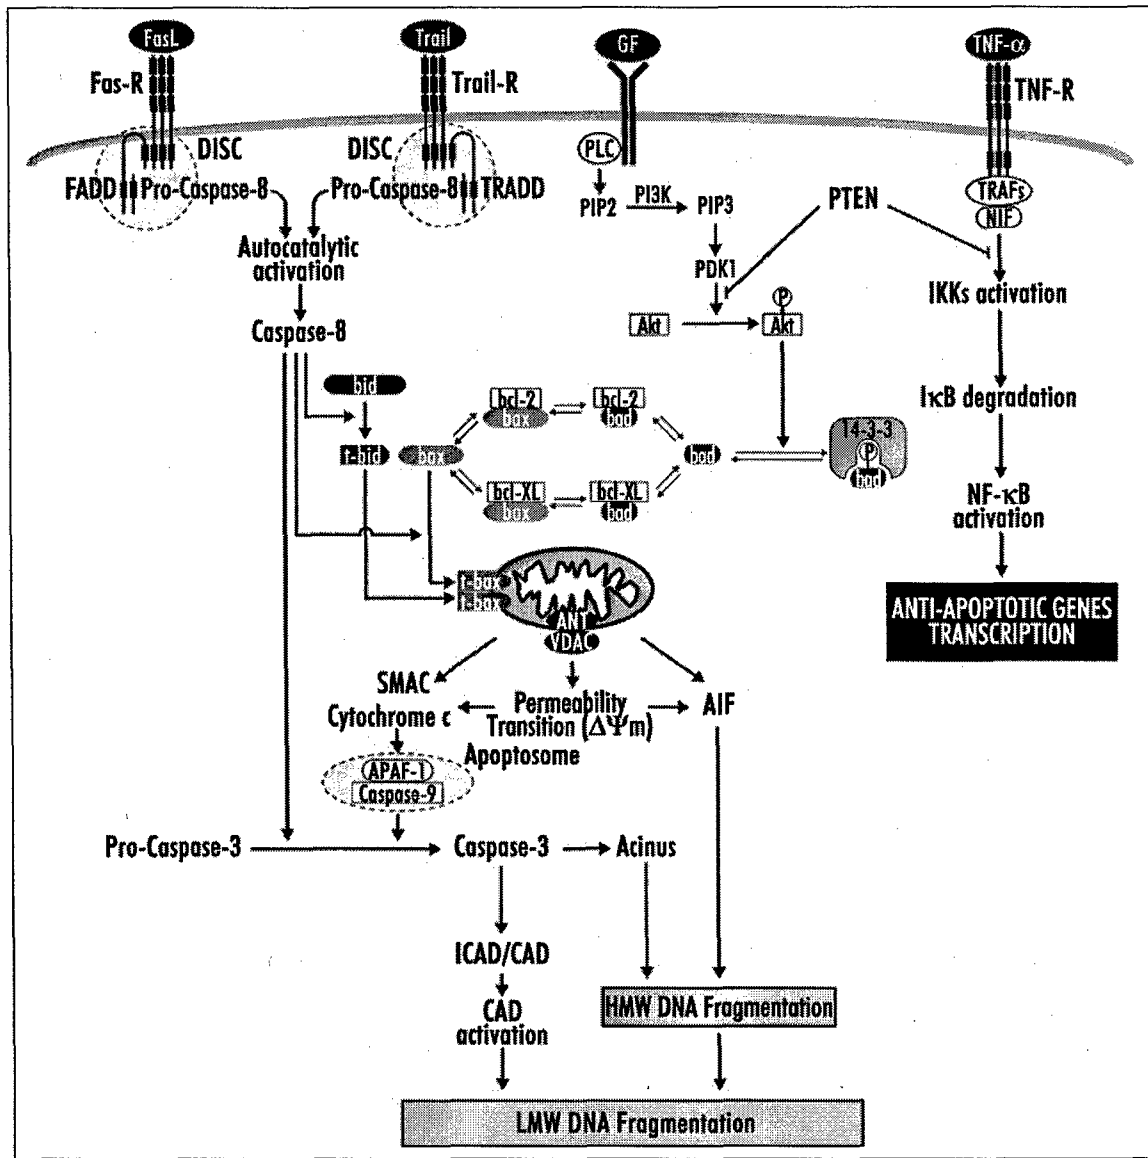 FasL
Trail
GF
TNF-α
Fas-R
Trail-R
TNF-R
DISC
DISC
PLC
FADD
Pro-Caspase-8
Pro-Caspase-8
TRADD
TRAFs
NIF
PIP2
PI3K
PIP3
PTEN
Autocatalytic
activation
PDK1
IKKs activation
Caspase-8
Akt
P
Akt
bid
bcl-2
bax
bcl-2
bad
IκB degradation
t-bid
bax
bad
14-3-3
P
bad
bcl-XL
bax
bcl-XL
bad
NF-κB
activation
t-bax
t-bax
ANT
VDAC
ANTI-APOPTOTIC GENES
TRANSCRIPTION
SMAC
Cytochrome c
Permeability
Transition (ΔΨm)
AIF
Apoptosome
APAF-1
Caspase-9
Pro-Caspase-3
Caspase-3
Acinus
ICAD/CAD
CAD
activation
HMW DNA Fragmentation
LMW DNA Fragmentation